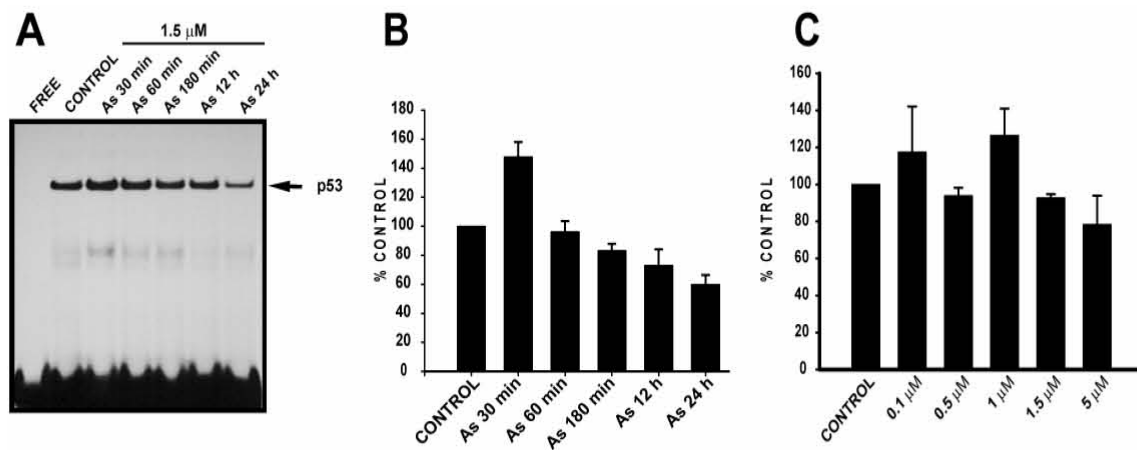 A
1.5 μM
FREE
CONTROL
As 30 min
As 60 min
As 180 min
As 12 h
As 24 h
p53
B
% CONTROL
180
160
140
120
100
80
60
40
20
0
CONTROL
As 30 min
As 60 min
As 180 min
As 12 h
As 24 h
C
% CONTROL
160
140
120
100
80
60
40
20
0
CONTROL
0.1 μM
0.5 μM
1 μM
1.5 μM
5 μM